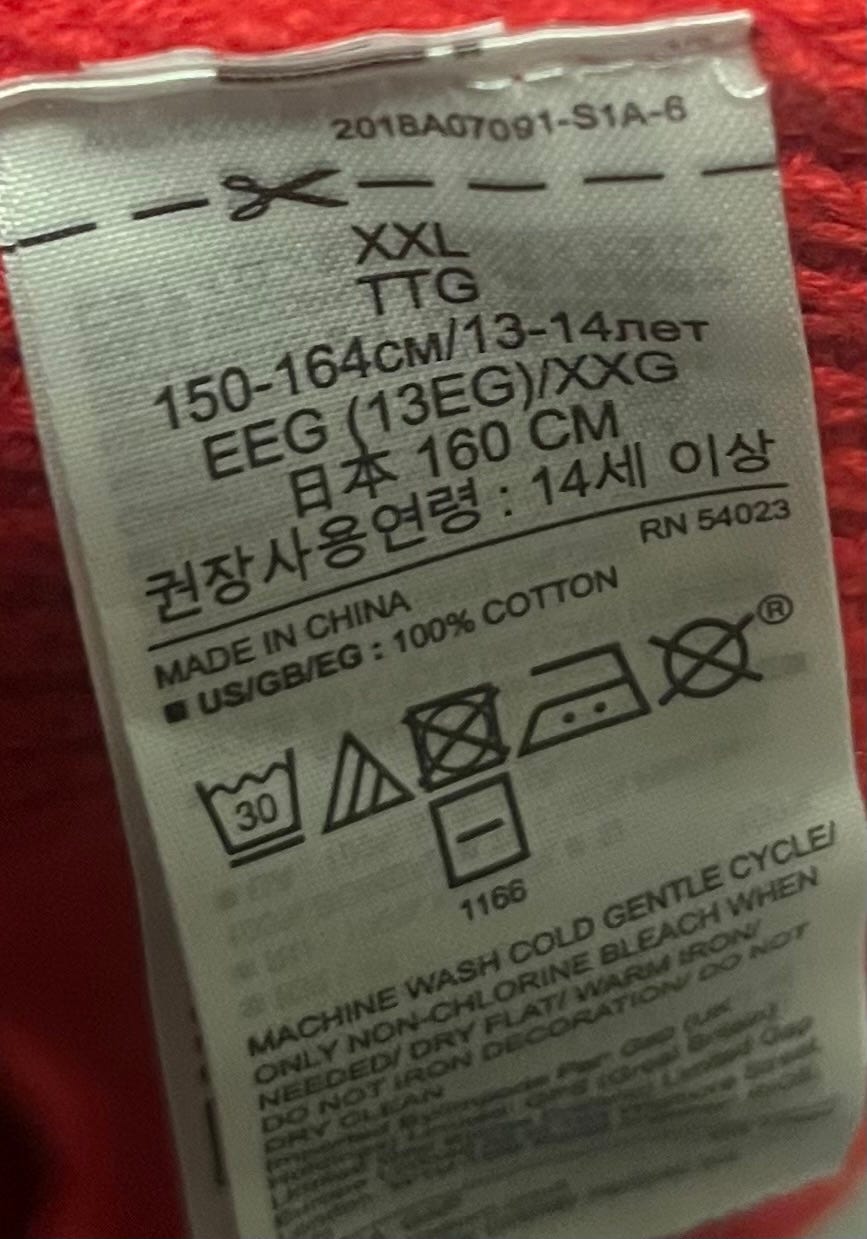 201BA07091-S1A-6
XXL
TTG
150-164см/13-14лет
EEG (13EG)/XXG
日本 160 CM
권장사용연령 : 14세 이상
RN 54023
MADE IN CHINA
■ US/GB/EG : 100% COTTON
®
30
1166
MACHINE WASH COLD GENTLE CYCLE/
ONLY NON-CHLORINE BLEACH WHEN
NEEDED/ DRY FLAT/ WARM IRON/
DO NOT IRON DECORATION/ DO NOT
DRY CLEAN